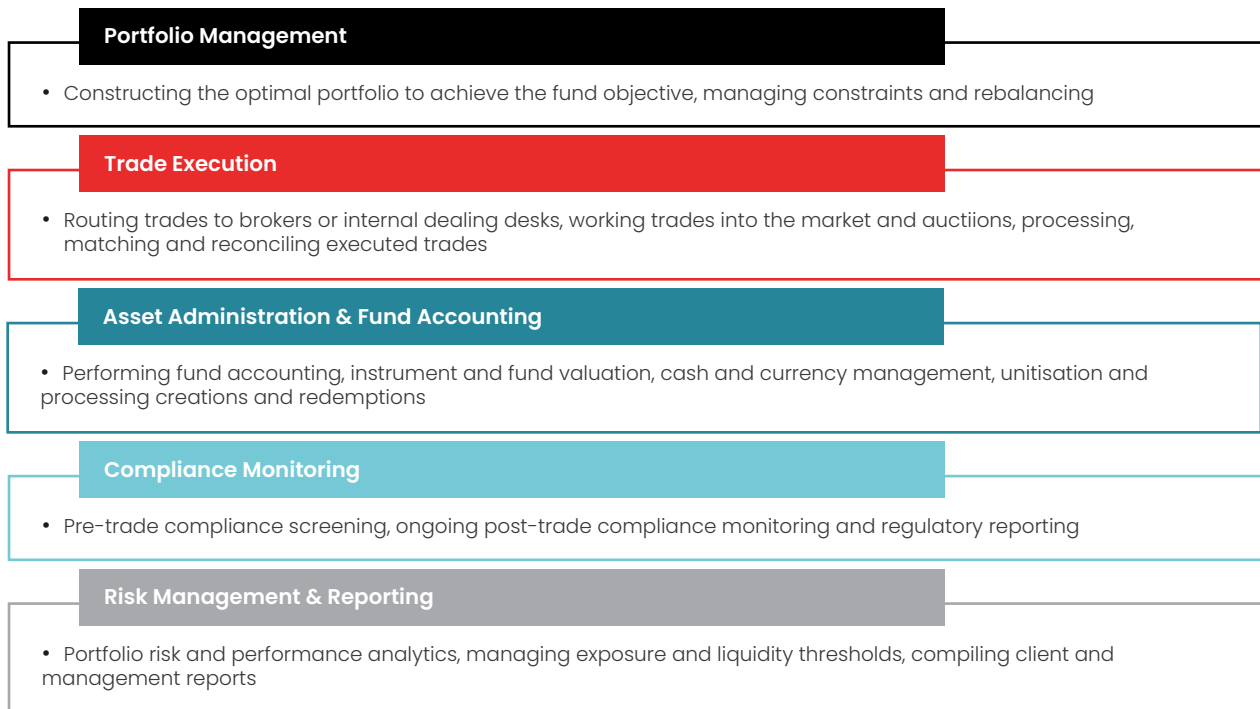 Portfolio Management
• Constructing the optimal portfolio to achieve the fund objective, managing constraints and rebalancing
Trade Execution
• Routing trades to brokers or internal dealing desks, working trades into the market and auctiions, processing,
matching and reconciling executed trades
Asset Administration & Fund Accounting
• Performing fund accounting, instrument and fund valuation, cash and currency management, unitisation and
processing creations and redemptions
Compliance Monitoring
• Pre-trade compliance screening, ongoing post-trade compliance monitoring and regulatory reporting
Risk Management & Reporting
• Portfolio risk and performance analytics, managing exposure and liquidity thresholds, compiling client and
management reports